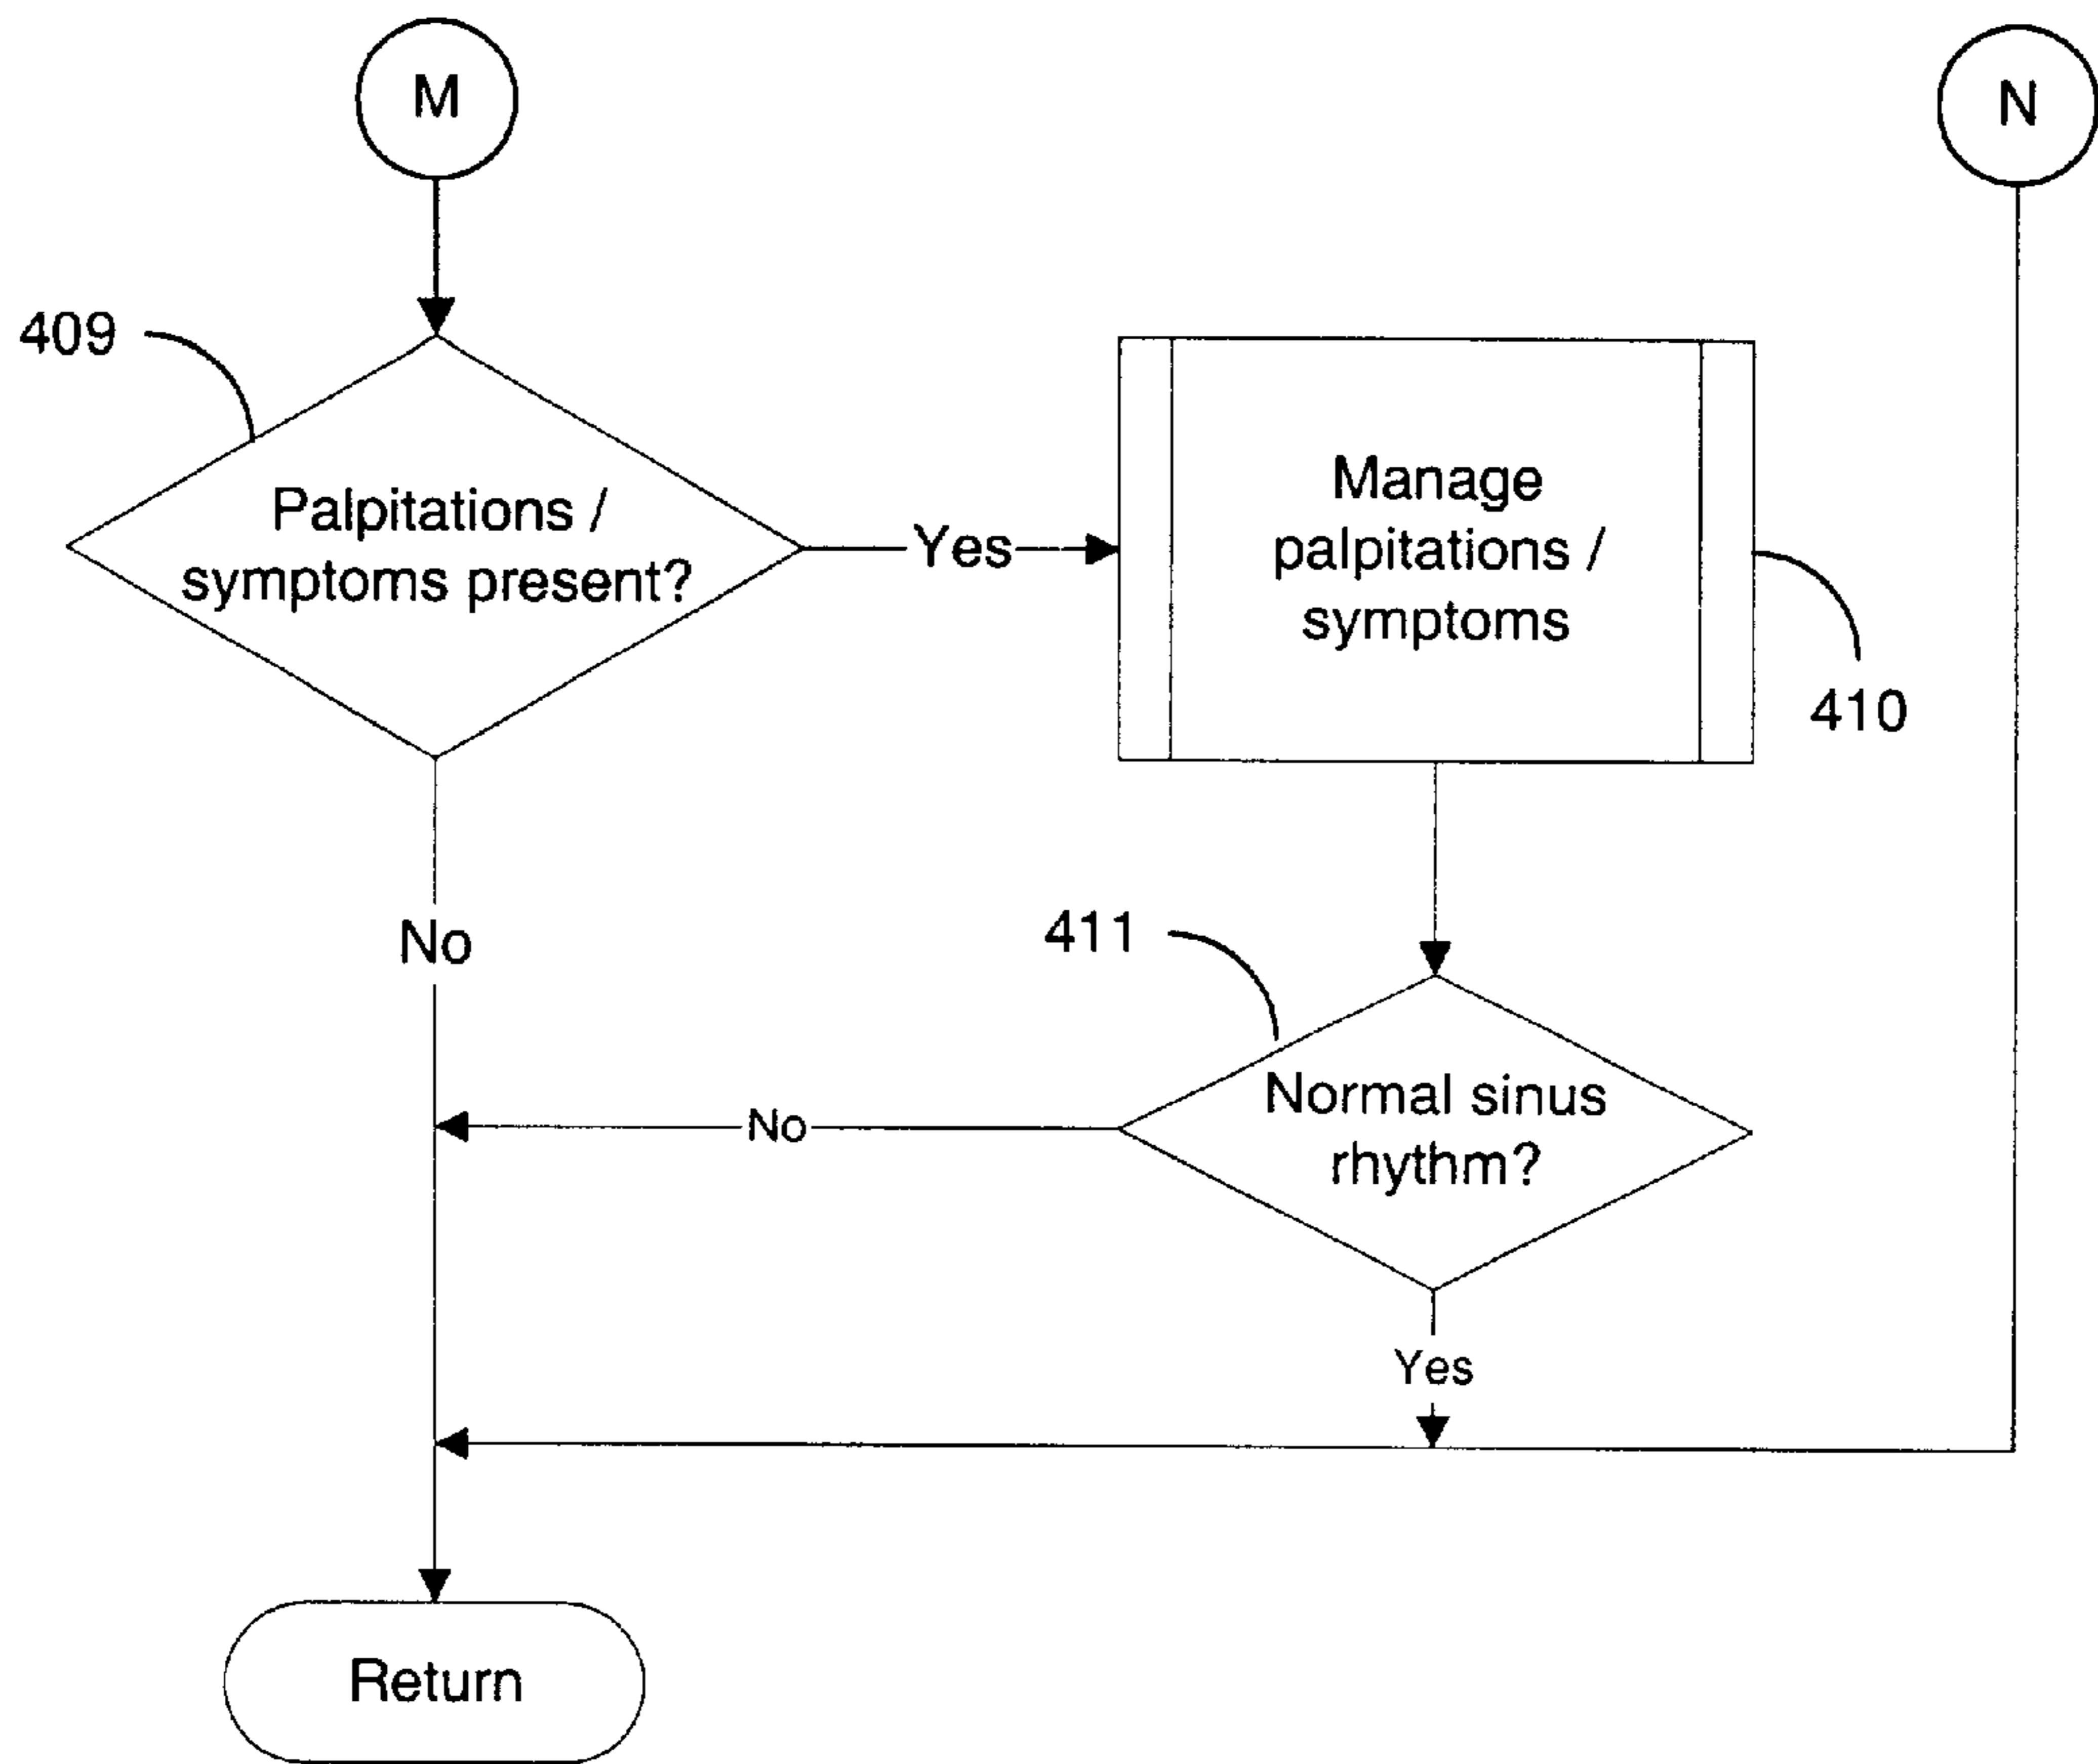 M
N
409
Palpitations /
symptoms present?
Yes
Manage
palpitations /
symptoms
410
No
411
Normal sinus
rhythm?
No
Yes
Return